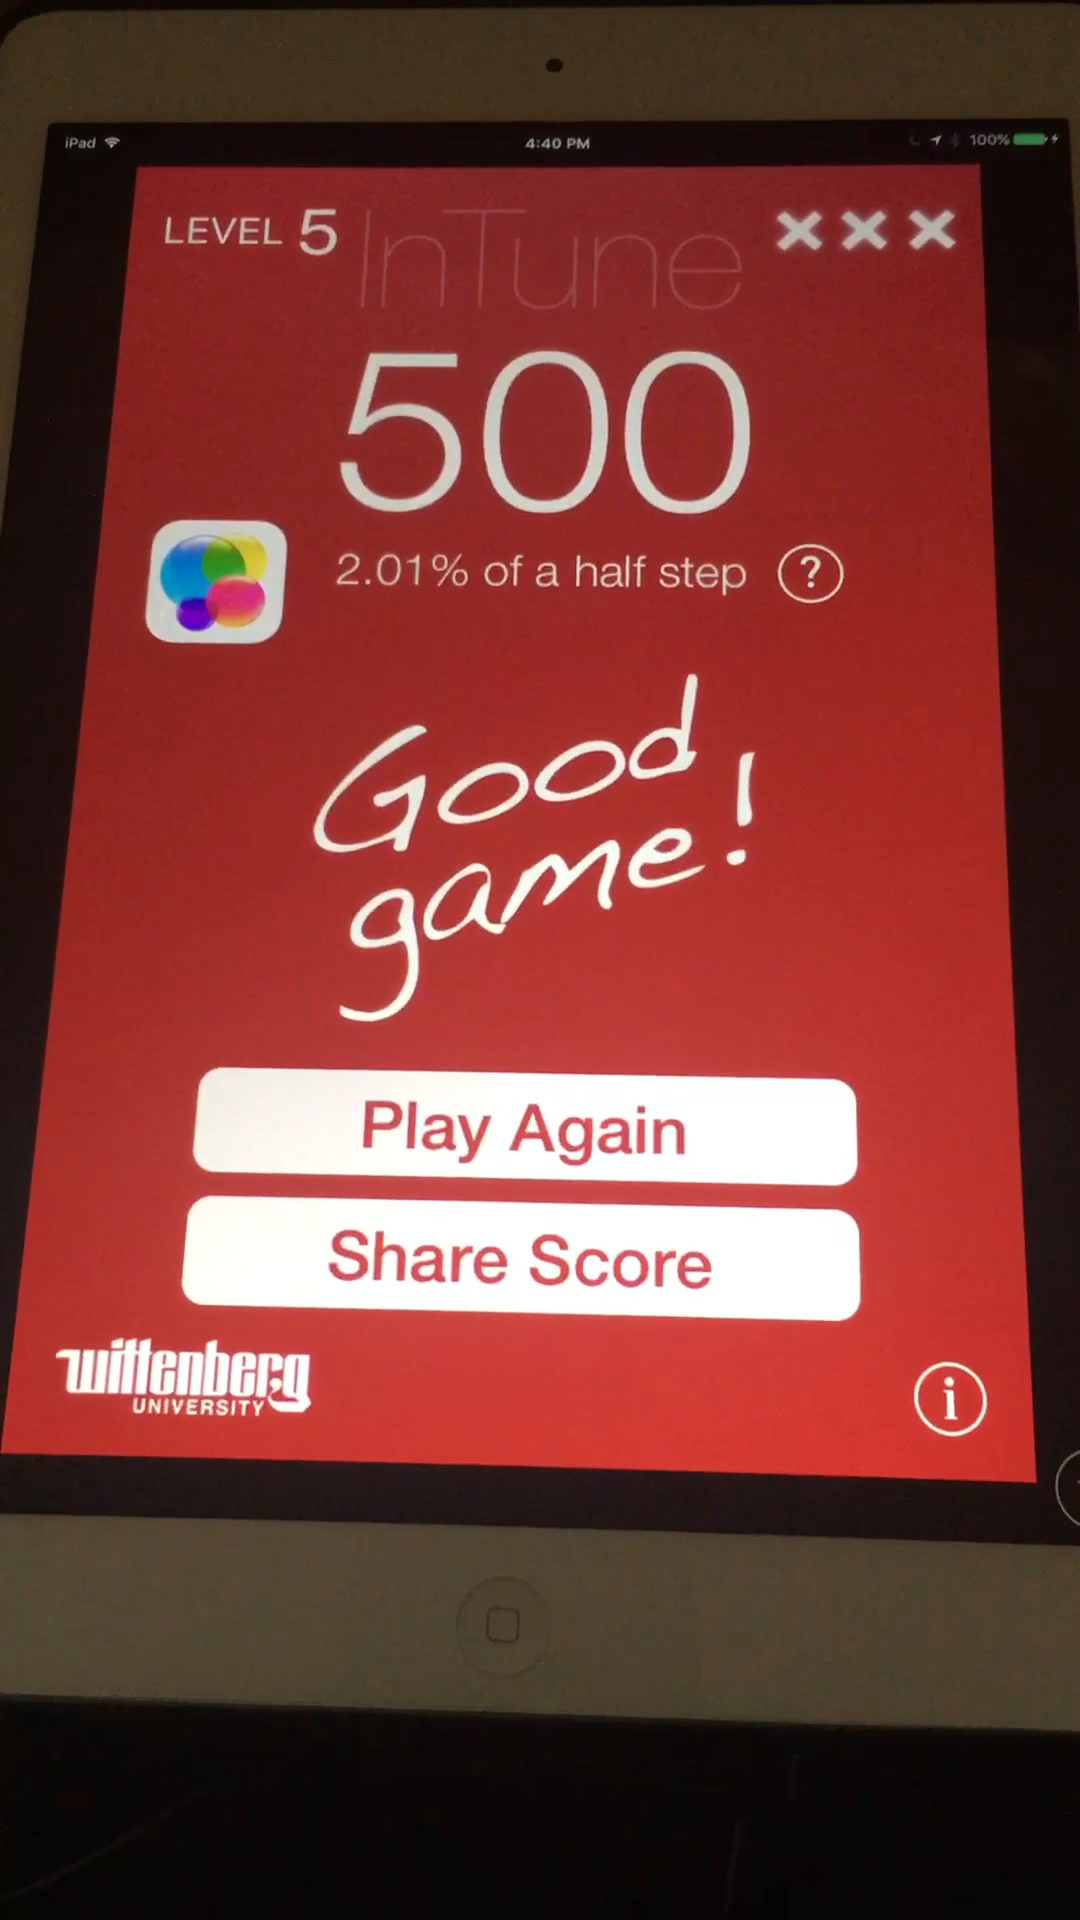 iPad 4:40 PM 100%
LEVEL 5 ×××
InTune
500
2.01% of a half step ?
Good
game!
Play Again
Share Score
wittenberg
UNIVERSITY
i